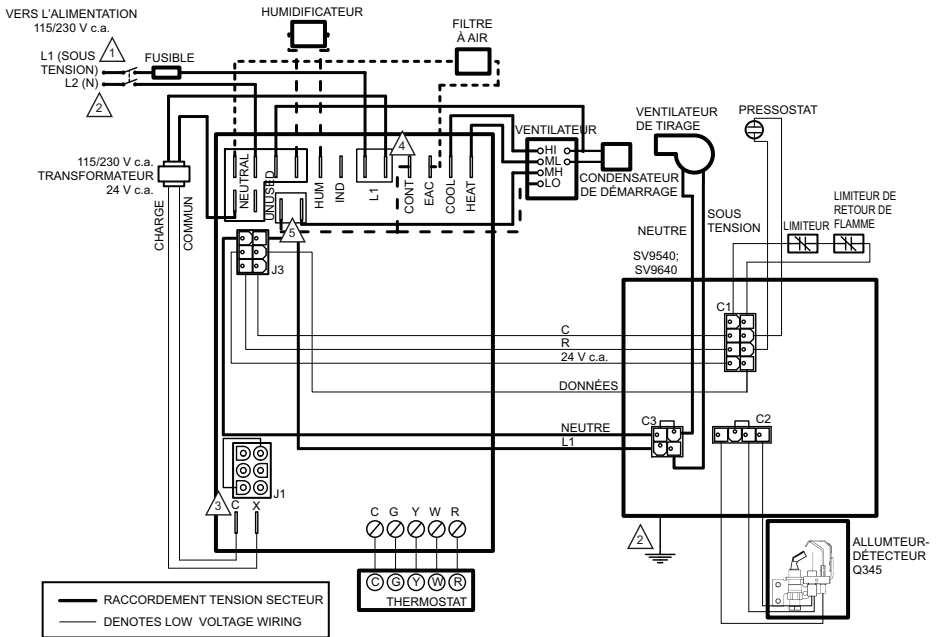 VERS L'ALIMENTATION
115/230 V c.a.
L1 (SOUS
TENSION)
L2 (N)
1
2
FUSIBLE
HUMIDIFICATEUR
FILTRE
À AIR
VENTILATEUR
HI
ML
MH
LO
CONDENSATEUR
DE DÉMARRAGE
VENTILATEUR
DE TIRAGE
PRESSOSTAT
115/230 V c.a.
TRANSFORMATEUR
24 V c.a.
CHARGE
COMMUN
NEUTRAL
UNUSED
HUM
IND
L1
4
CONT
EAC
COOL
HEAT
5
J3
NEUTRE
SOUS
TENSION
LIMITEUR
LIMITEUR DE
RETOUR DE
FLAMME
SV9540;
SV9640
C1
C
R
24 V c.a.
DONNÉES
NEUTRE
L1
C3
C2
J1
3
C X
C G Y W R
C G Y W R
THERMOSTAT
2
ALLUMTEUR-
DÉTECTEUR
Q345
RACCORDEMENT TENSION SECTEUR
DENOTES LOW VOLTAGE WIRING